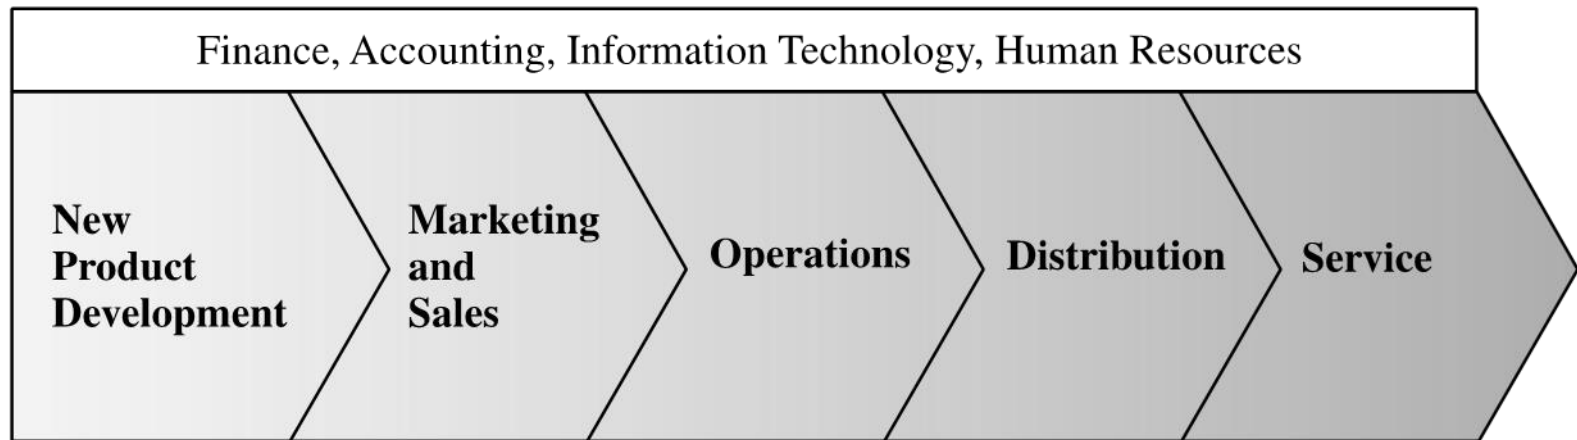 Finance, Accounting, Information Technology, Human Resources
New
Product
Development
Marketing
and
Sales
Operations
Distribution
Service